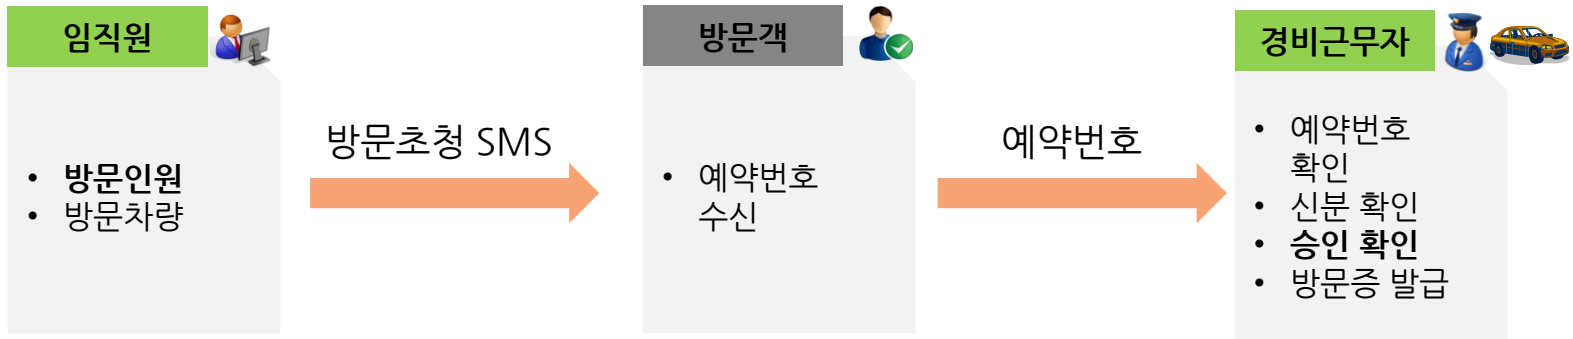 임직원
• 방문인원
• 방문차량
방문초청 SMS
방문객
• 예약번호
수신
예약번호
경비근무자
• 예약번호
확인
• 신분 확인
• 승인 확인
• 방문증 발급